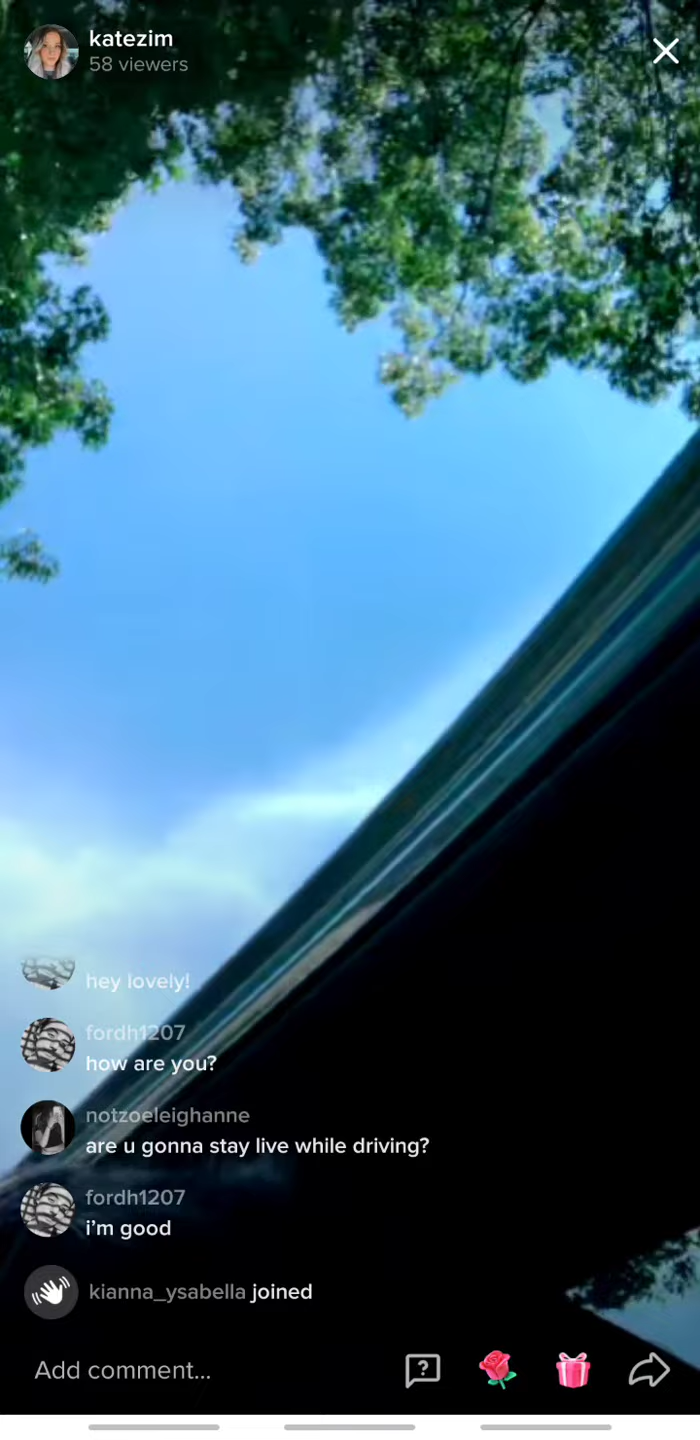 katezim
58 viewers
hey lovely!
fordh1207
how are you?
notzoeleighanne
are u gonna stay live while driving?
fordh1207
i'm good
kianna_ysabella joined
Add comment...